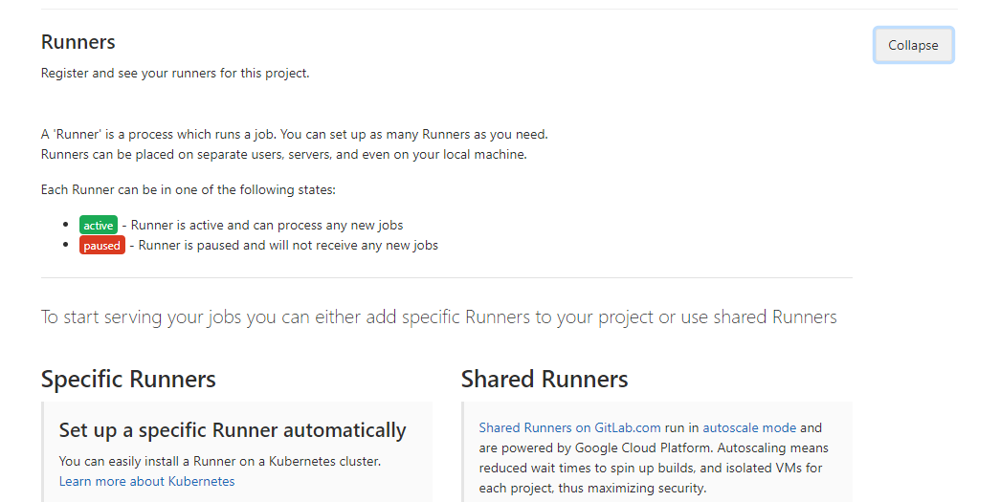 Runners
Collapse
Register and see your runners for this project.
A 'Runner' is a process which runs a job. You can set up as many Runners as you need.
Runners can be placed on separate users, servers, and even on your local machine.
Each Runner can be in one of the following states:
active - Runner is active and can process any new jobs
paused - Runner is paused and will not receive any new jobs
To start serving your jobs you can either add specific Runners to your project or use shared Runners
Specific Runners
Set up a specific Runner automatically
You can easily install a Runner on a Kubernetes cluster.
Learn more about Kubernetes
Shared Runners
Shared Runners on GitLab.com run in autoscale mode and
are powered by Google Cloud Platform. Autoscaling means
reduced wait times to spin up builds, and isolated VMs for
each project, thus maximizing security.